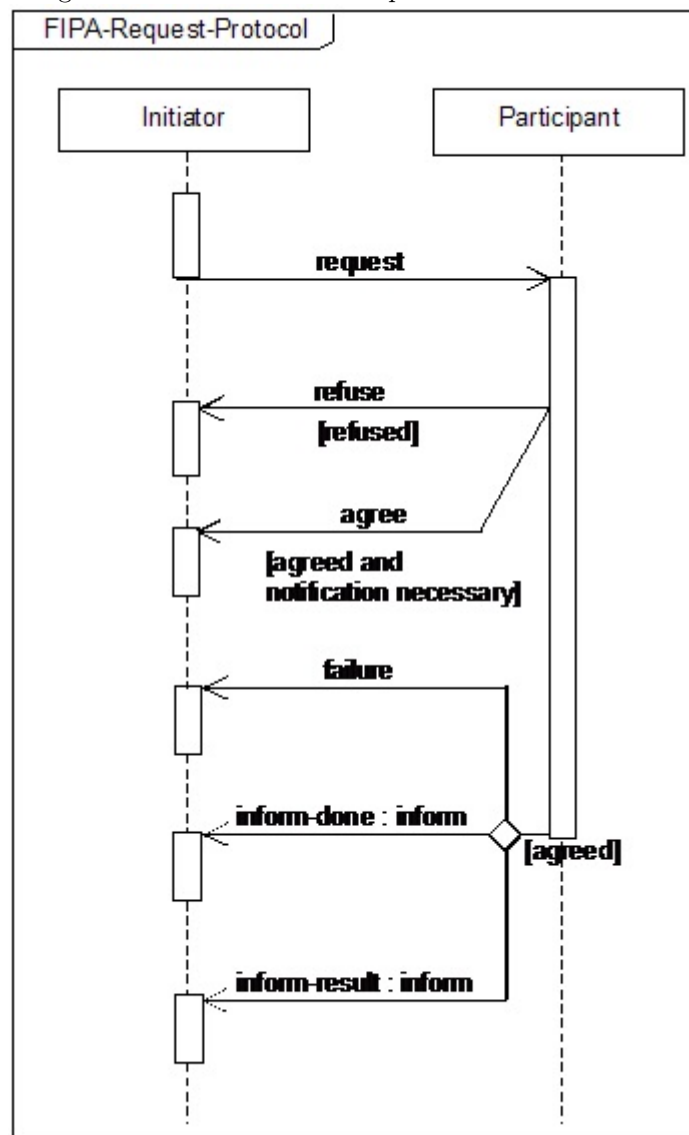 FIPA-Request-Protocol
Initiator
Participant
request
refuse
[refused]
agree
[agreed and
notification necessary]
failure
inform-done : inform
[agreed]
inform-result : inform